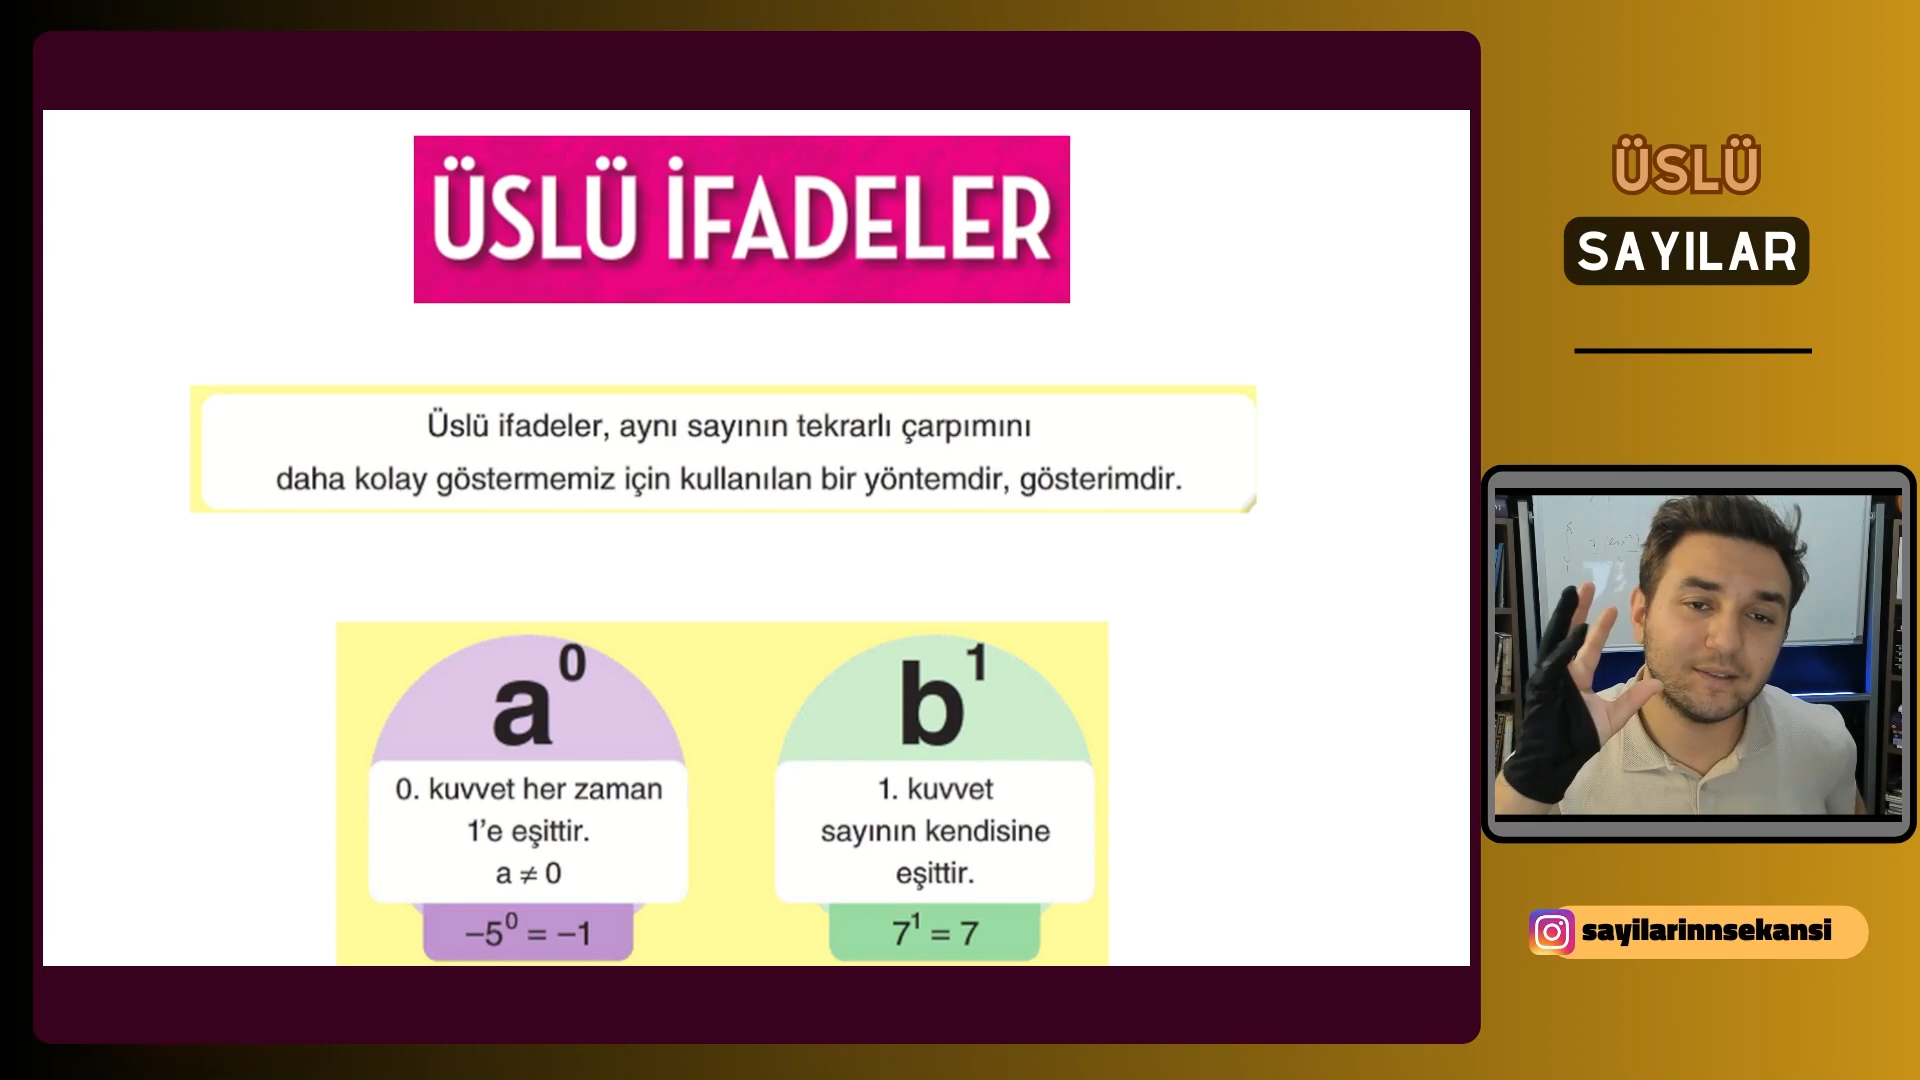 ÜSLÜ İFADELER
Üslü ifadeler, aynı sayının tekrarlı çarpımını
daha kolay göstermemiz için kullanılan bir yöntemdir, gösterimdir.
a⁰
0. kuvvet her zaman
1’e eşittir.
a ≠ 0
–5⁰ = –1
b¹
1. kuvvet
sayının kendisine
eşittir.
7¹ = 7
ÜSLÜ
SAYILAR
sayilarinnsekansi